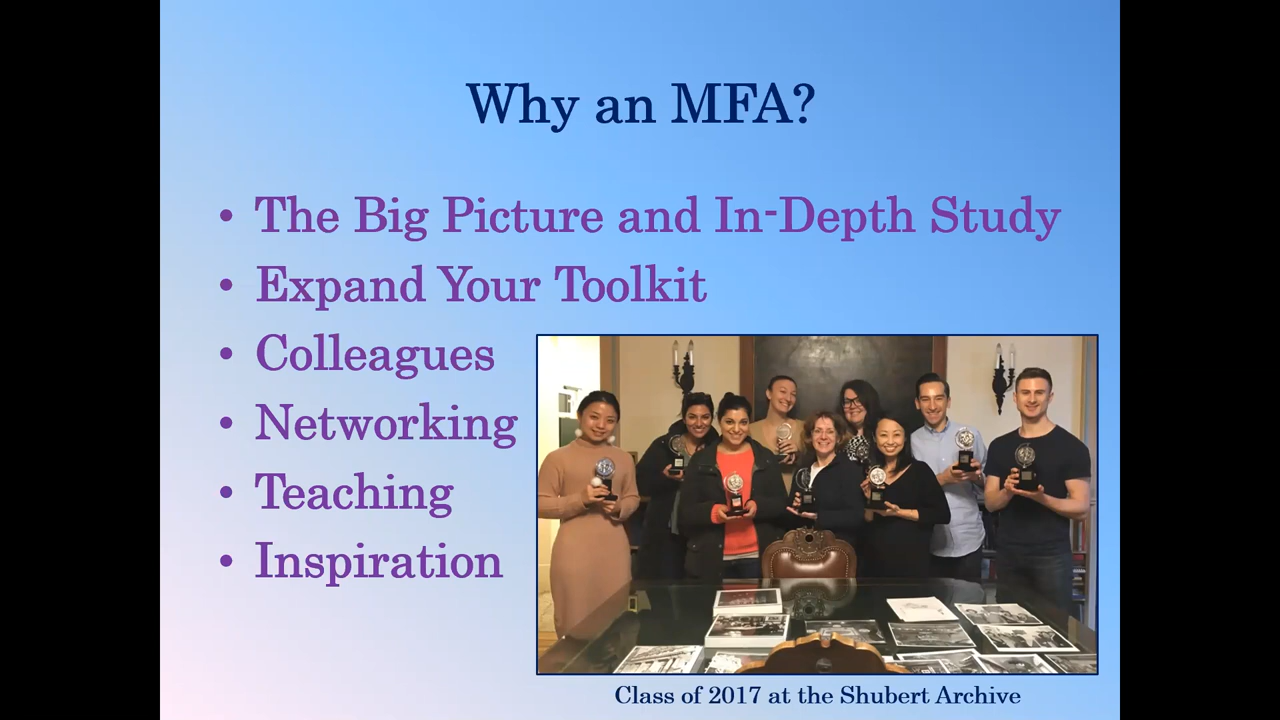 Why an MFA?
• The Big Picture and In-Depth Study
• Expand Your Toolkit
• Colleagues
• Networking
• Teaching
• Inspiration
Class of 2017 at the Shubert Archive